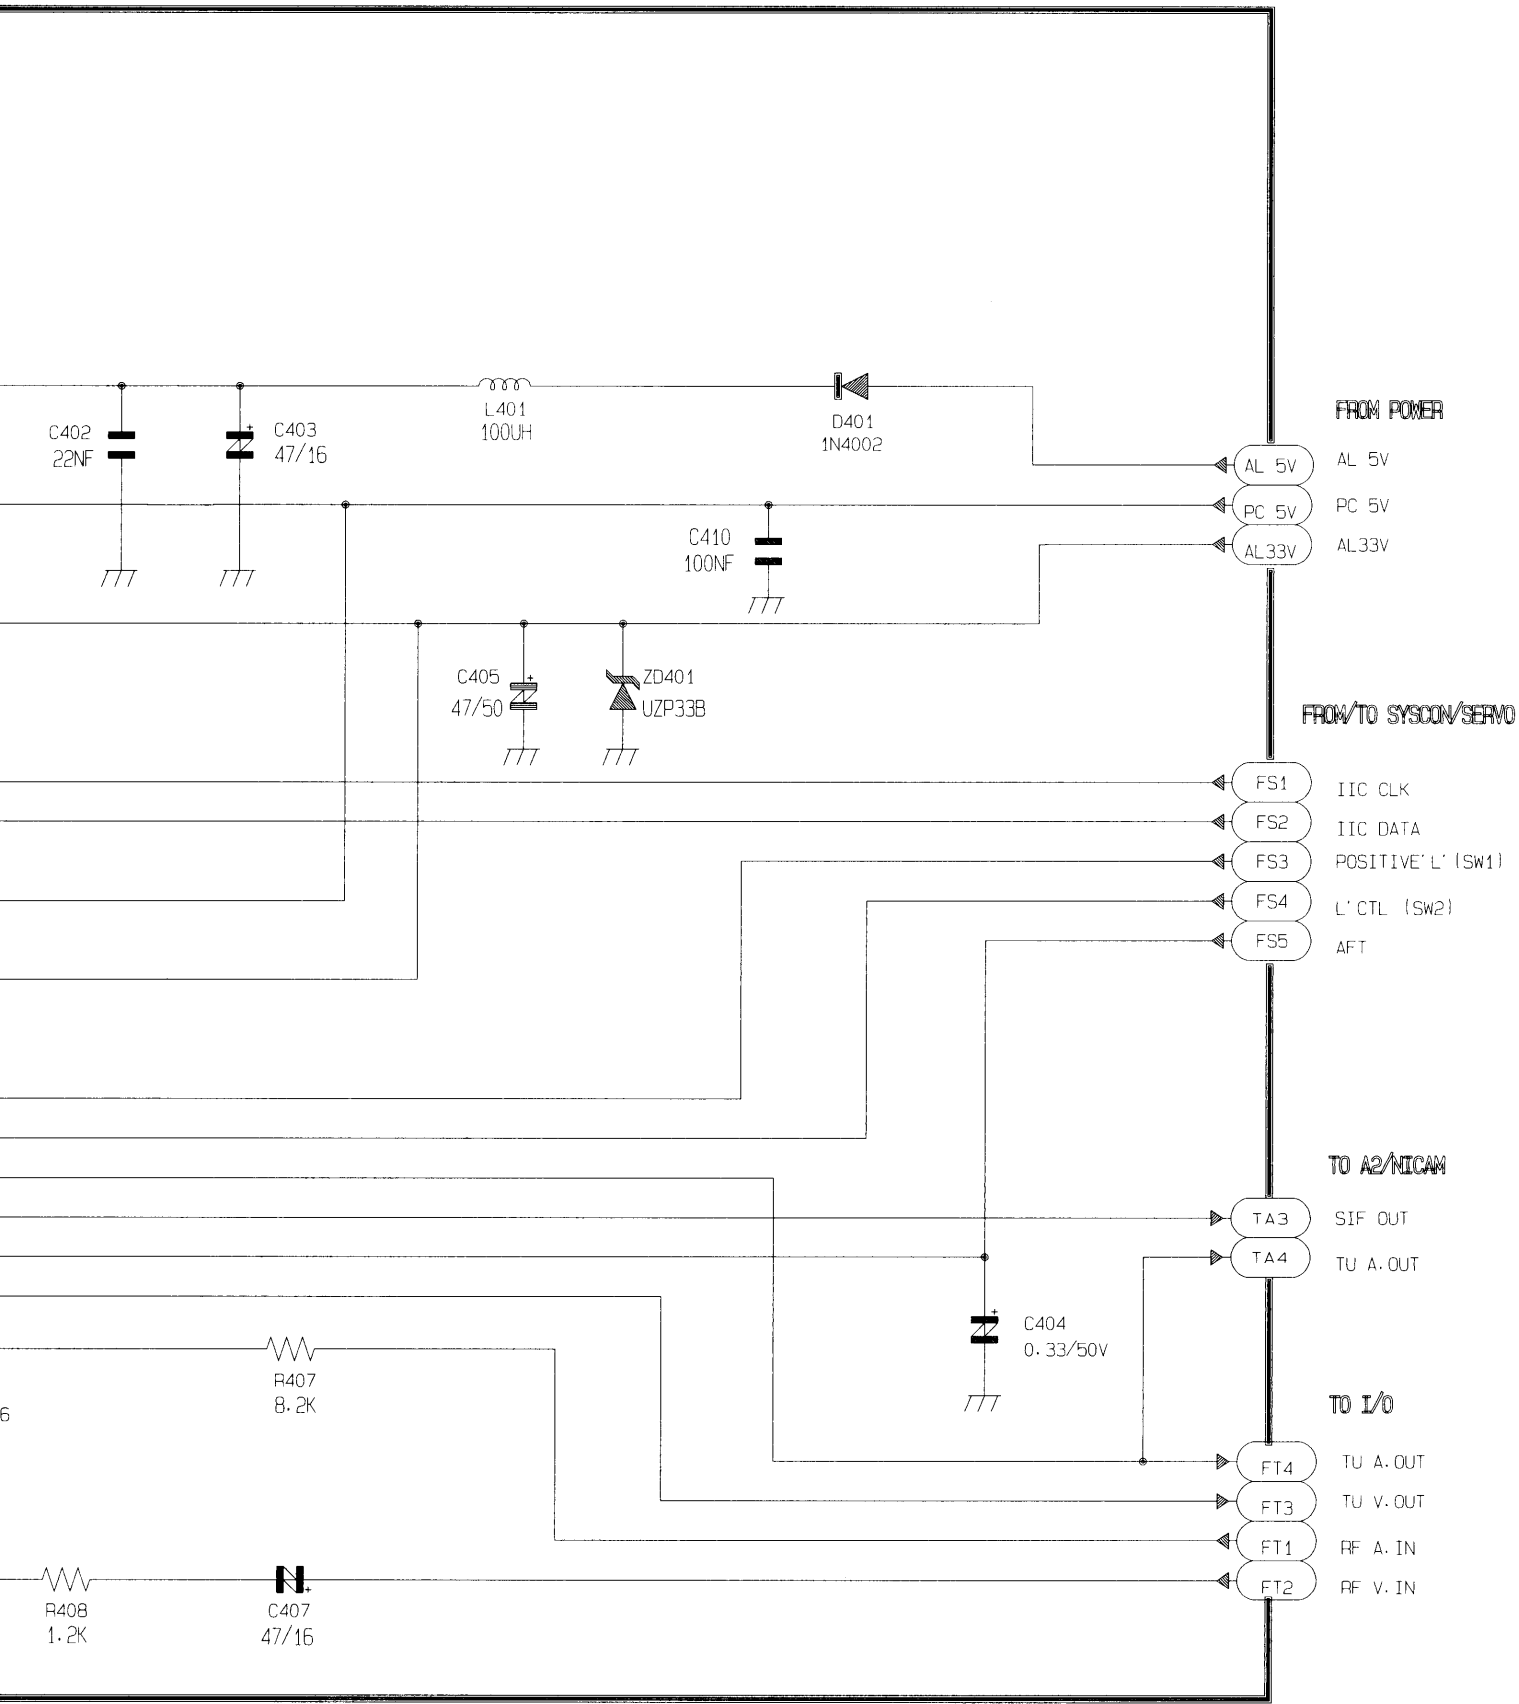 FROM POWER
L401
100UH
D401
1N4002
C402
22NF
C403
47/16
AL 5V
AL 5V
PC 5V
PC 5V
C410
100NF
AL33V
AL33V
C405
47/50
ZD401
UZP33B
FROM/TO SYSCON/SERVO
FS1
IIC CLK
FS2
IIC DATA
FS3
POSITIVE'L'(SW1)
FS4
L'CTL (SW2)
FS5
AFT
TO A2/NICAM
TA3
SIF OUT
TA4
TU A.OUT
C404
0.33/50V
R407
8.2K
6
TO I/O
FT4
TU A.OUT
FT3
TU V.OUT
FT1
RF A.IN
FT2
RF V.IN
R408
1.2K
C407
47/16